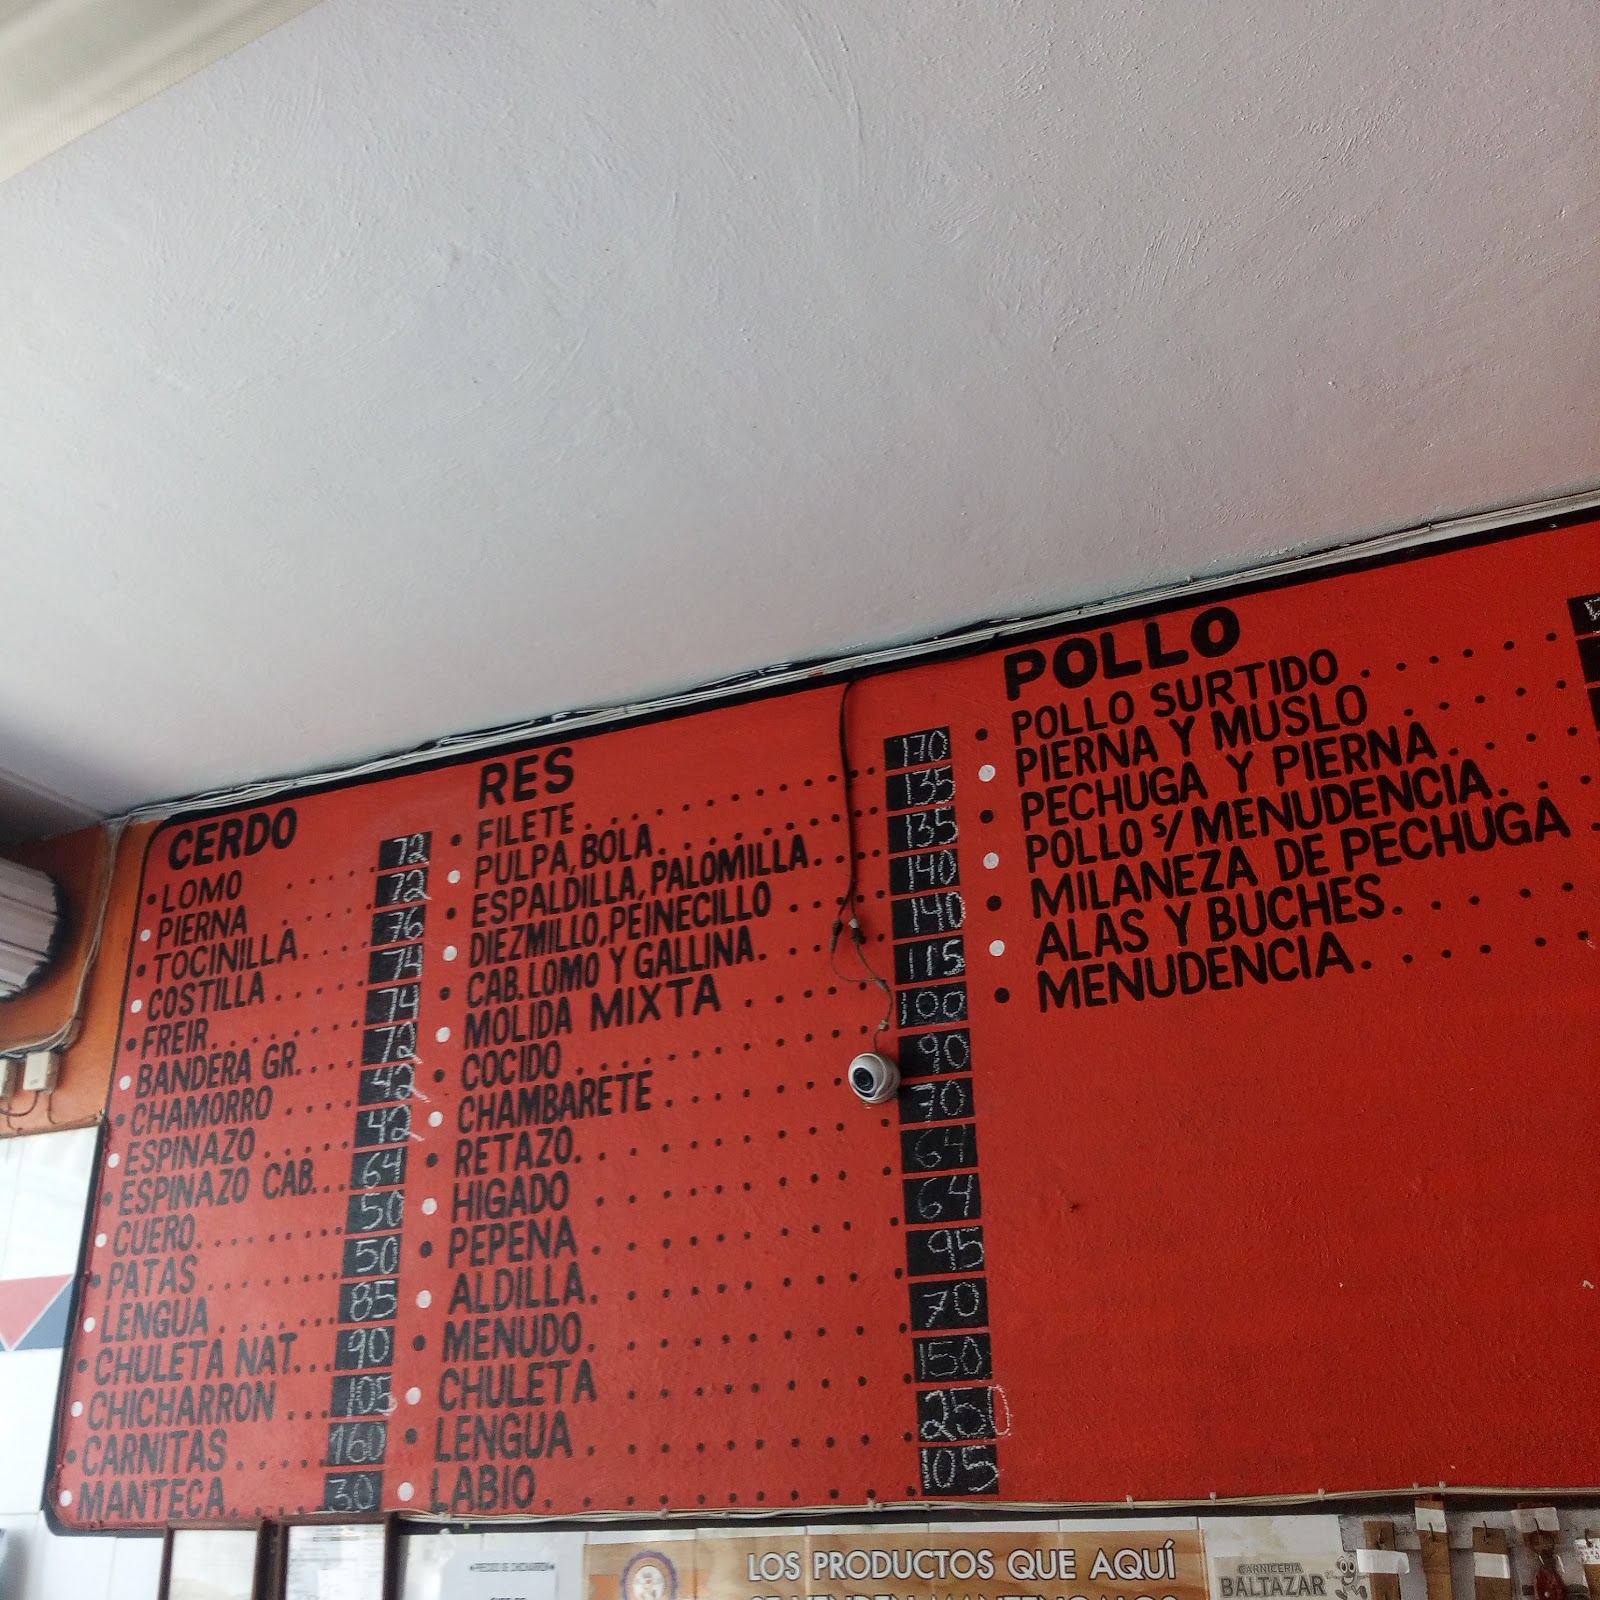 CERDO
LOMO ..... 72
PIERNA ..... 72
TOCINILLA.... 76
COSTILLA ..... 74
FREIR....... 74
BANDERA GR.... 72
CHAMORRO .... 42
ESPINAZO ..... 42
ESPINAZO CAB... 64
CUERO........ 50
PATAS ........ 50
LENGUA ....... 85
CHULETA NAT... 90
CHICHARRON ... 105
CARNITAS ..... 160
MANTECA..... 30
RES
FILETE .......... 170
PULPA, BOLA.......... 135
ESPALDILLA, PALOMILLA.... 135
DIEZMILLO, PEINECILLO .... 140
CAB. LOMO Y GALLINA...... 140
MOLIDA MIXTA ...... 115
COCIDO .......... 100
CHAMBARETE ........ 90
RETAZO.......... 70
HIGADO .......... 64
PEPENA .......... 64
ALDILLA.......... 95
MENUDO.......... 70
CHULETA .......... 150
LENGUA .......... 250
LABIO........... 105
POLLO
POLLO SURTIDO ......
PIERNA Y MUSLO ......
PECHUGA Y PIERNA....
POLLO S/MENUDENCIA...
MILANEZA DE PECHUGA .
ALAS Y BUCHES.....
MENUDENCIA......
LOS PRODUCTOS QUE AQUÍ
CARNICERIA
BALTAZAR